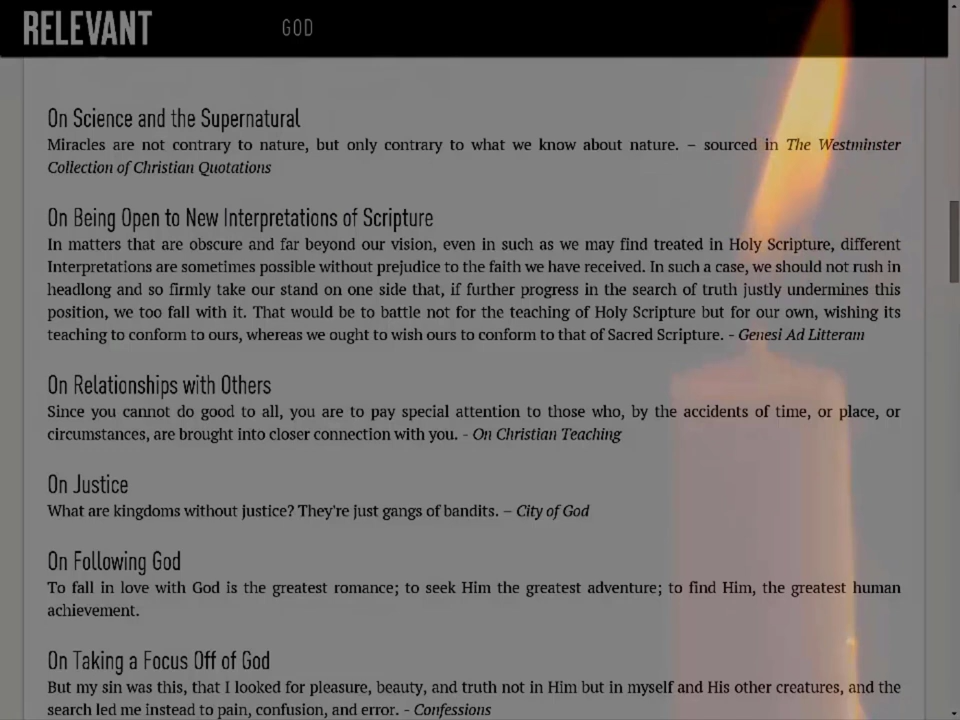 RELEVANT
GOD
On Science and the Supernatural
Miracles are not contrary to nature, but only contrary to what we know about nature. – sourced in The Westminster
Collection of Christian Quotations
On Being Open to New Interpretations of Scripture
In matters that are obscure and far beyond our vision, even in such as we may find treated in Holy Scripture, different
Interpretations are sometimes possible without prejudice to the faith we have received. In such a case, we should not rush in
headlong and so firmly take our stand on one side that, if further progress in the search of truth justly undermines this
position, we too fall with it. That would be to battle not for the teaching of Holy Scripture but for our own, wishing its
teaching to conform to ours, whereas we ought to wish ours to conform to that of Sacred Scripture. - Genesi Ad Litteram
On Relationships with Others
Since you cannot do good to all, you are to pay special attention to those who, by the accidents of time, or place, or
circumstances, are brought into closer connection with you. - On Christian Teaching
On Justice
What are kingdoms without justice? They're just gangs of bandits. – City of God
On Following God
To fall in love with God is the greatest romance; to seek Him the greatest adventure; to find Him, the greatest human
achievement.
On Taking a Focus Off of God
But my sin was this, that I looked for pleasure, beauty, and truth not in Him but in myself and His other creatures, and the
search led me instead to pain, confusion, and error. - Confessions